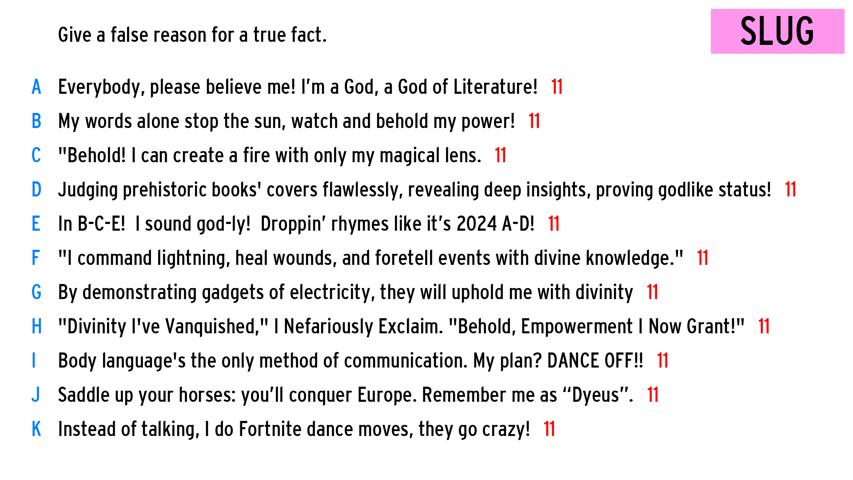 Give a false reason for a true fact.
SLUG
A Everybody, please believe me! I'm a God, a God of Literature! 11
B My words alone stop the sun, watch and behold my power! 11
C "Behold! I can create a fire with only my magical lens. 11
D Judging prehistoric books' covers flawlessly, revealing deep insights, proving godlike status! 11
E In B-C-E! I sound god-ly! Droppin' rhymes like it's 2024 A-D! 11
F "I command lightning, heal wounds, and foretell events with divine knowledge." 11
G By demonstrating gadgets of electricity, they will uphold me with divinity 11
H "Divinity I've Vanquished," I Nefariously Exclaim. "Behold, Empowerment I Now Grant!" 11
I Body language's the only method of communication. My plan? DANCE OFF!! 11
J Saddle up your horses: you'll conquer Europe. Remember me as “Dyeus”. 11
K Instead of talking, I do Fortnite dance moves, they go crazy! 11